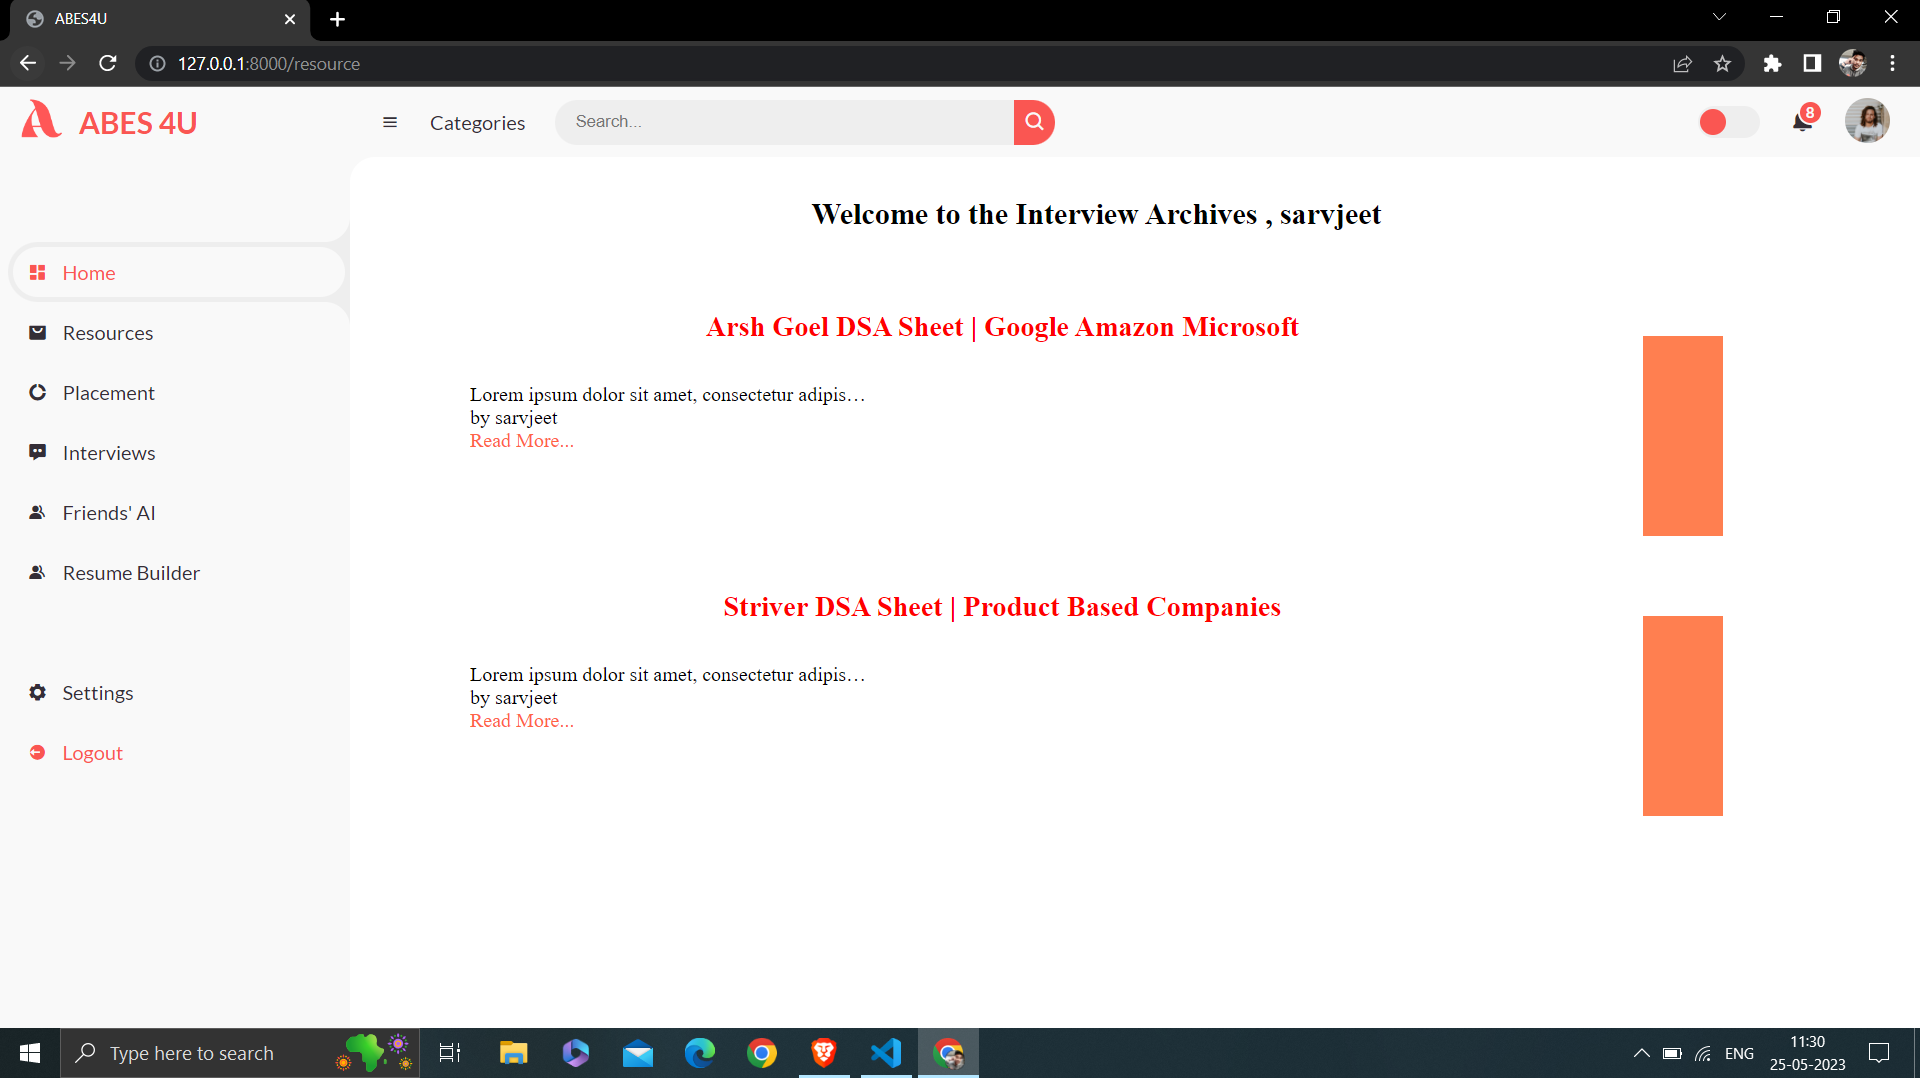 ABES4U
127.0.0.1:8000/resource
ABES 4U
Categories
Search...
8
Welcome to the Interview Archives , sarvjeet
Home
Resources
Placement
Interviews
Friends' AI
Resume Builder
Settings
Logout
Arsh Goel DSA Sheet | Google Amazon Microsoft
Lorem ipsum dolor sit amet, consectetur adipis…
by sarvjeet
Read More...
Striver DSA Sheet | Product Based Companies
Lorem ipsum dolor sit amet, consectetur adipis…
by sarvjeet
Read More...
Type here to search
ENG
11:30
25-05-2023